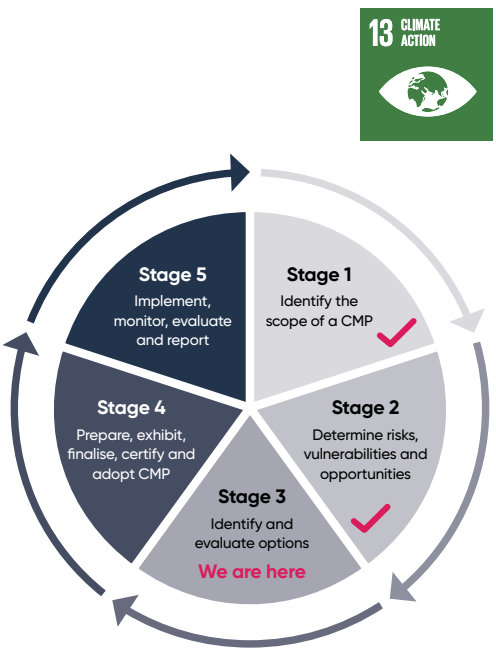 13 CLIMATE
ACTION
Stage 5
Implement,
monitor, evaluate
and report
Stage 1
Identify the
scope of a CMP
Stage 4
Prepare, exhibit,
finalise, certify and
adopt CMP
Stage 2
Determine risks,
vulnerabilities and
opportunities
Stage 3
Identify and
evaluate options
We are here